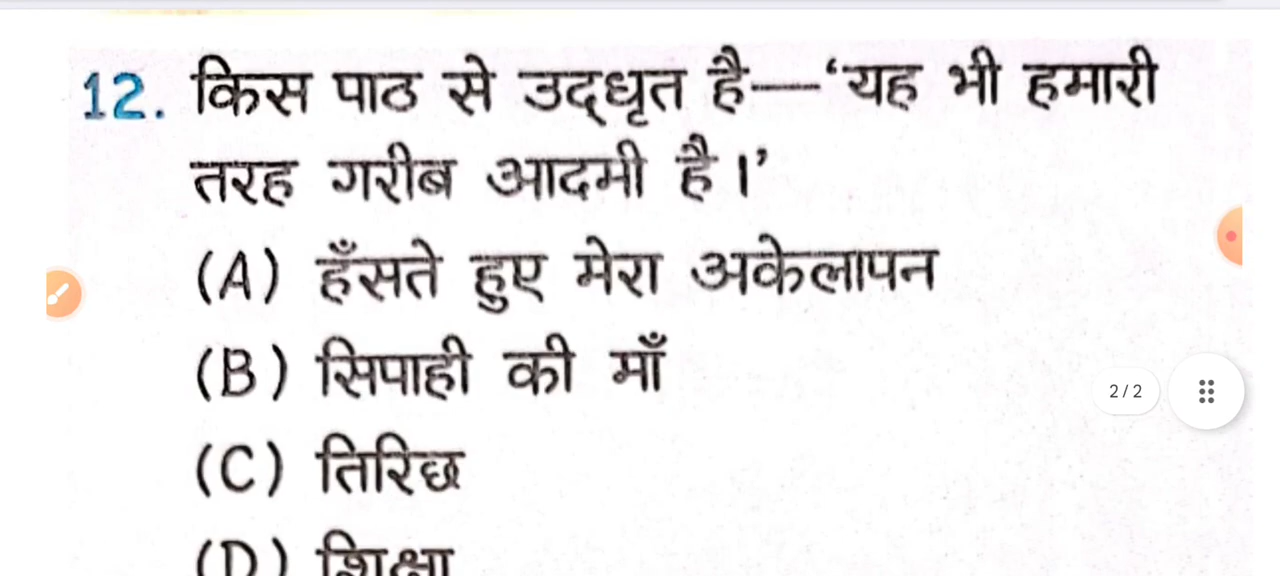 12. किस पाठ से उद्धृत है—‘यह भी हमारी
तरह गरीब आदमी है।’
(A) हँसते हुए मेरा अकेलापन
(B) सिपाही की माँ
2 / 2
(C) तिरिछ
(D) शिक्षा